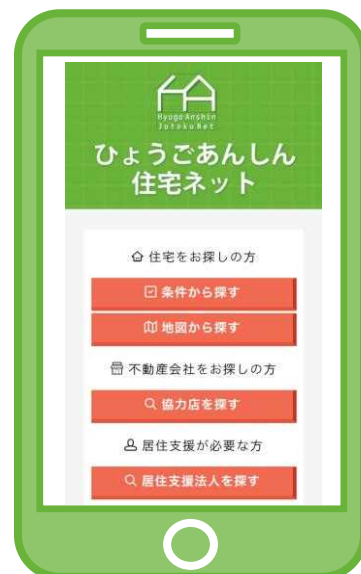 Hyogo Anshin
Jutaku Net
ひょうごあんしん
住宅ネット
住宅をお探しの方
条件から探す
地図から探す
不動産会社をお探しの方
協力店を探す
居住支援が必要な方
居住支援法人を探す